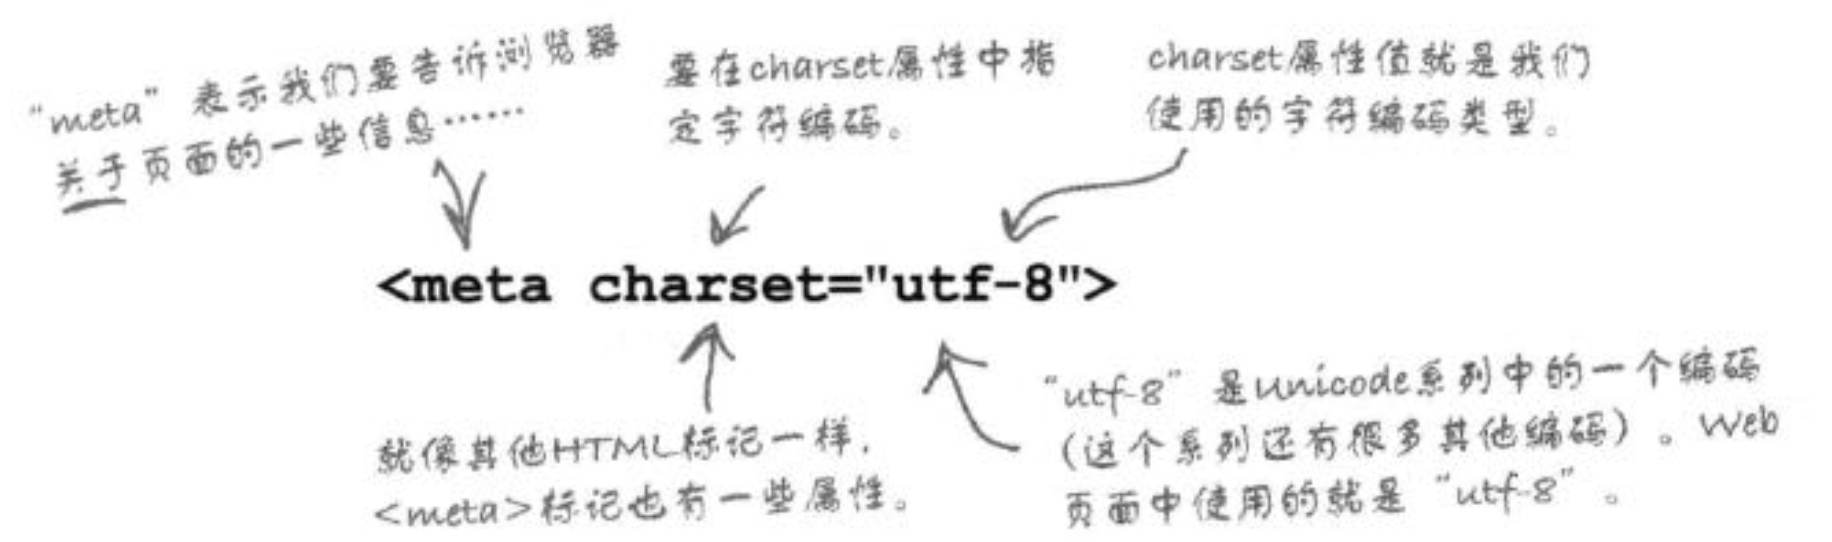 “meta” 表示我们要告诉浏览器
关于页面的一些信息……
要在charset属性中指
定字符编码。
charset属性值就是我们
使用的字符编码类型。
<meta charset="utf-8">
就像其他HTML标记一样，
<meta>标记也有一些属性。
“utf-8” 是unicode系列中的一个编码
(这个系列还有很多其他编码) 。Web
页面中使用的就是 “utf-8” 。